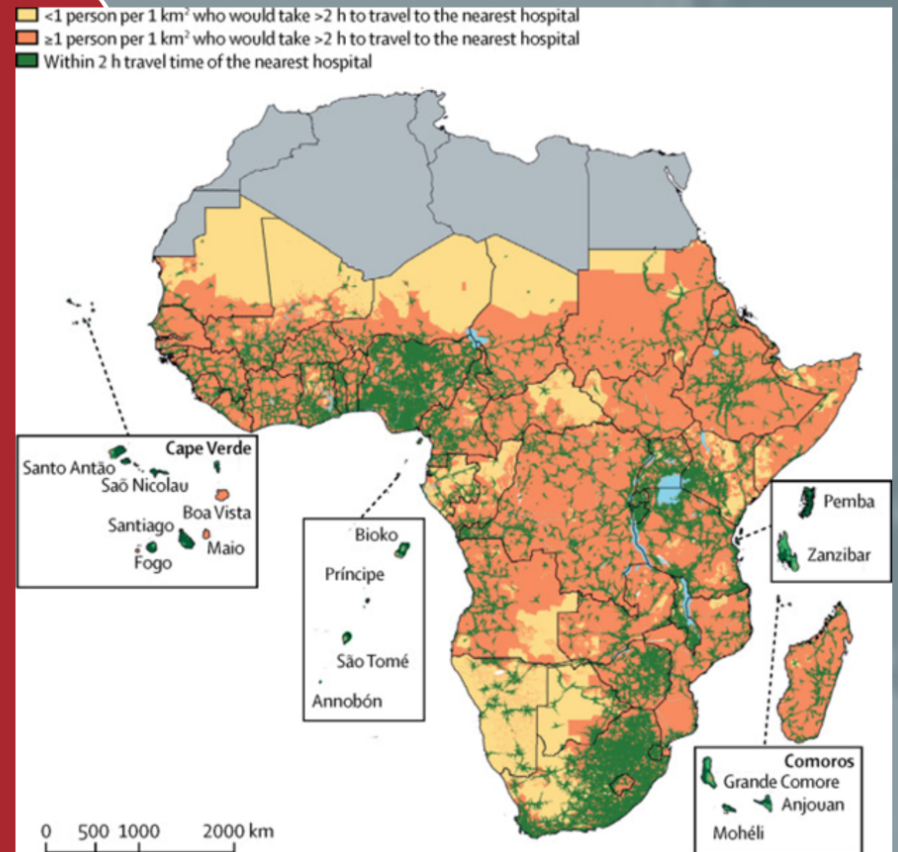 <1 person per 1 km² who would take >2 h to travel to the nearest hospital
≥1 person per 1 km² who would take >2 h to travel to the nearest hospital
Within 2 h travel time of the nearest hospital
Cape Verde
Santo Antão
Saõ Nicolau
Boa Vista
Santiago
Maio
Fogo
Bioko
Príncipe
São Tomé
Annobón
Pemba
Zanzibar
Comoros
Grande Comore
Anjouan
Mohéli
0 500 1000 2000 km